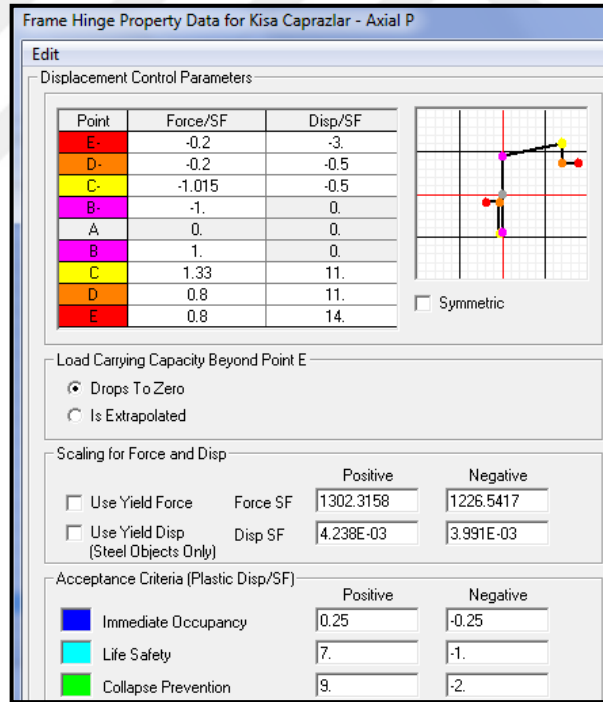 Frame Hinge Property Data for Kisa Caprazlar - Axial P
Edit
Displacement Control Parameters
Point Force/SF Disp/SF
E- -0.2 -3.
D- -0.2 -0.5
C- -1.015 -0.5
B- -1. 0.
A 0. 0.
B 1. 0.
C 1.33 11.
D 0.8 11.
E 0.8 14.
Symmetric
Load Carrying Capacity Beyond Point E
Drops To Zero
Is Extrapolated
Scaling for Force and Disp
Positive Negative
Use Yield Force Force SF 1302.3158 1226.5417
Use Yield Disp Disp SF 4.238E-03 3.991E-03
(Steel Objects Only)
Acceptance Criteria (Plastic Disp/SF)
Positive Negative
Immediate Occupancy 0.25 -0.25
Life Safety 7. -1.
Collapse Prevention 9. -2.